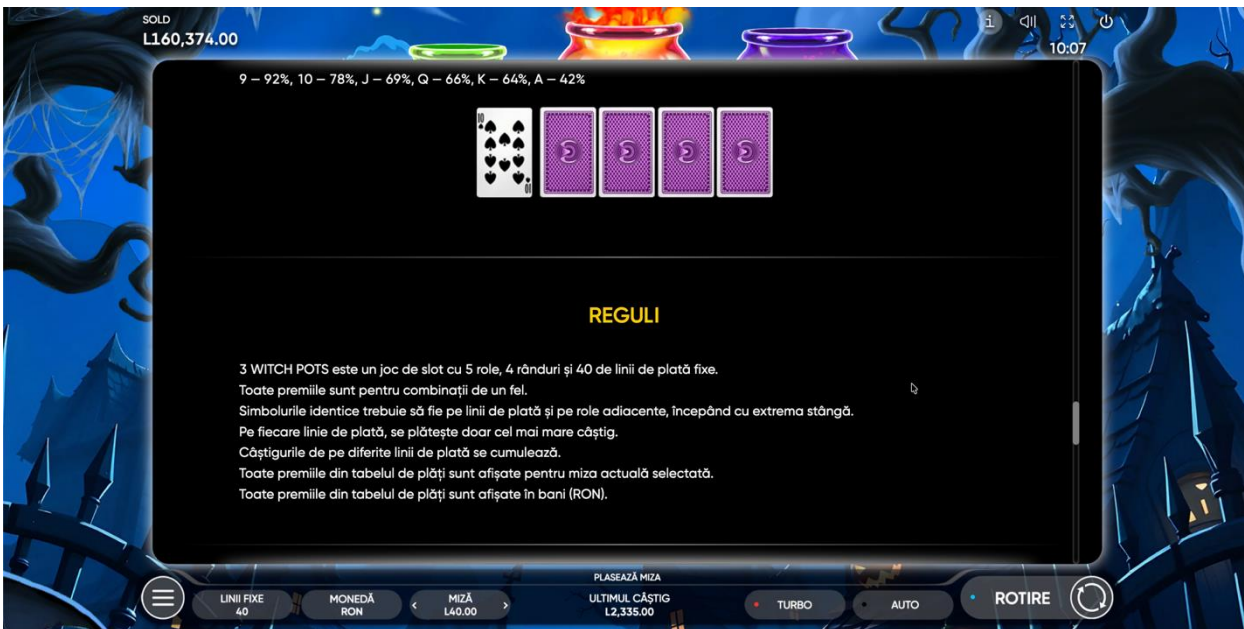 SOLD
L160,374.00
10:07
9 – 92%, 10 – 78%, J – 69%, Q – 66%, K – 64%, A – 42%
10
10
REGULI
3 WITCH POTS este un joc de slot cu 5 role, 4 rânduri și 40 de linii de plată fixe.
Toate premiile sunt pentru combinații de un fel.
Simbolurile identice trebuie să fie pe linii de plată și pe role adiacente, începând cu extrema stângă.
Pe fiecare linie de plată, se plătește doar cel mai mare câștig.
Câștigurile de pe diferite linii de plată se cumulează.
Toate premiile din tabelul de plăți sunt afișate pentru miza actuală selectată.
Toate premiile din tabelul de plăți sunt afișate în bani (RON).
PLASEAZĂ MIZA
LINII FIXE
40
MONEDĂ
RON
MIZĂ
L40.00
ULTIMUL CÂȘTIG
L2,335.00
TURBO
AUTO
ROTIRE